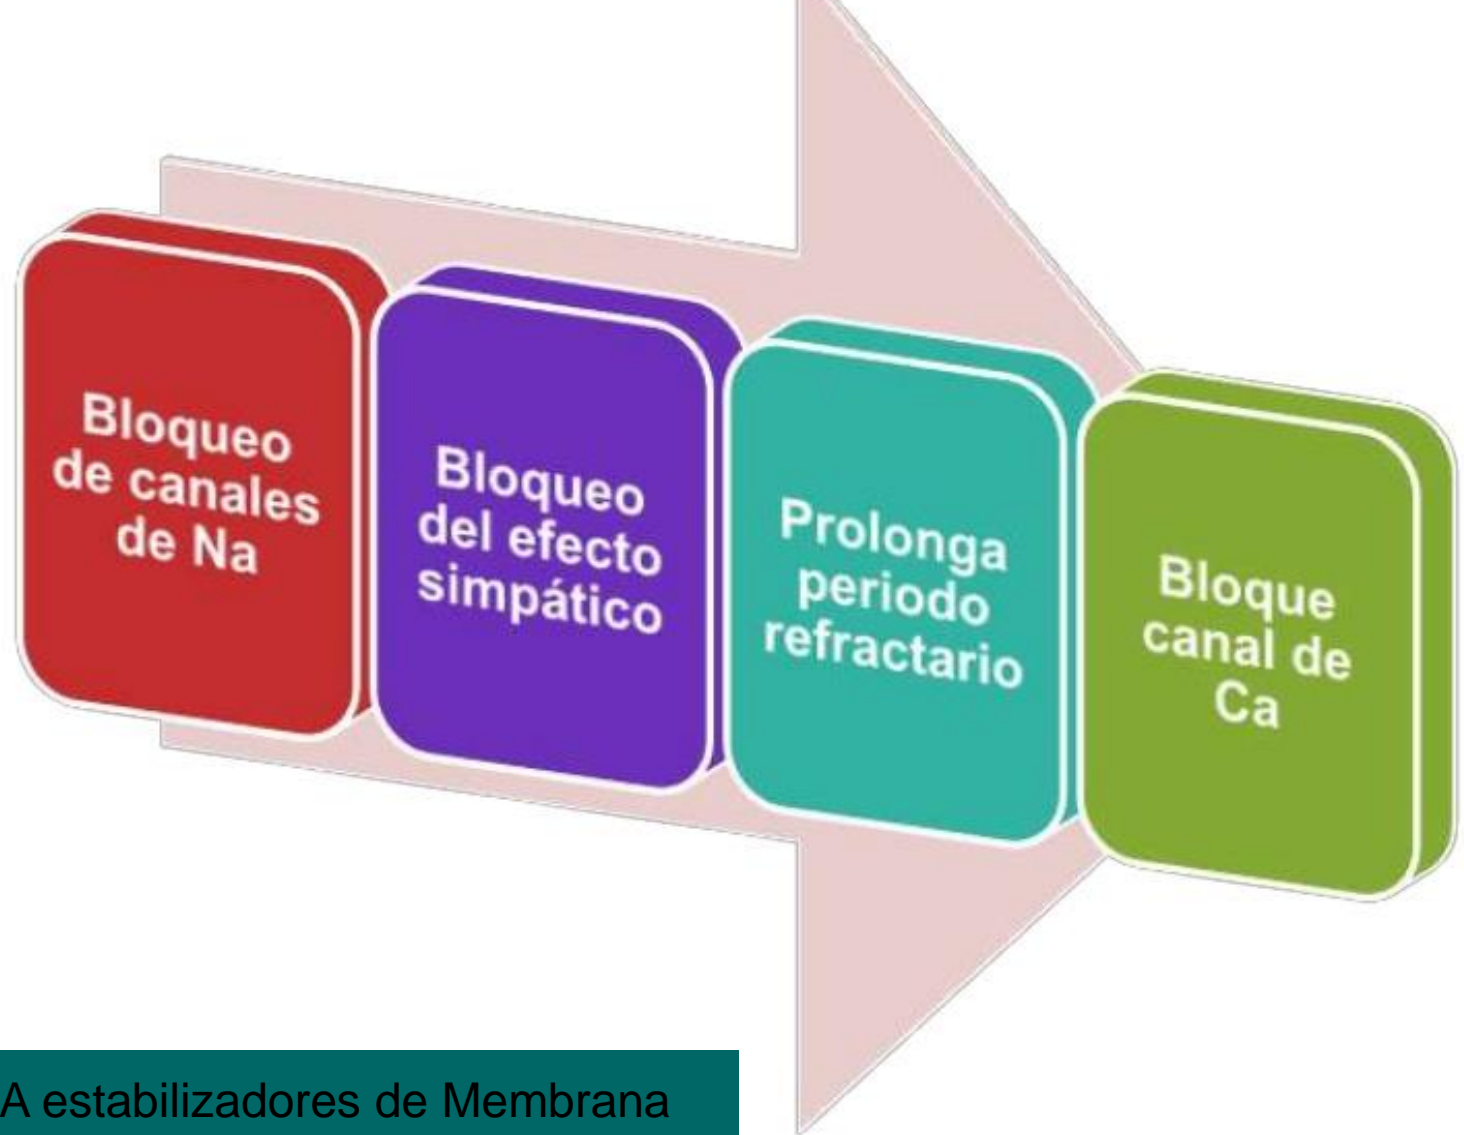 Bloqueo
de canales
de Na
Bloqueo
del efecto
simpático
Prolonga
periodo
refractario
Bloque
canal de
Ca
A estabilizadores de Membrana